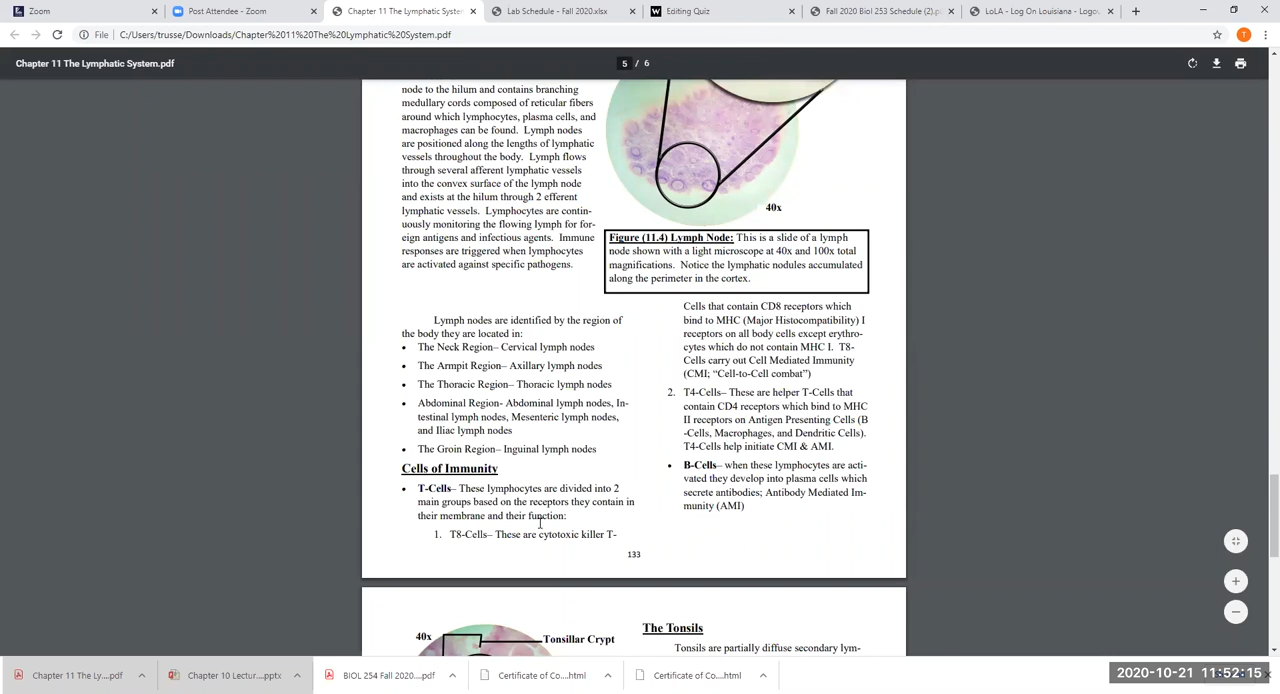 Zoom
Post Attendee - Zoom
Chapter 11 The Lymphatic System
Lab Schedule - Fall 2020.xlsx
Editing Quiz
Fall 2020 Biol 253 Schedule (2).p
LoLA - Log On Louisiana - Logou
File
C:/Users/trusse/Downloads/Chapter%2011%20The%20Lymphatic%20System.pdf
T
Chapter 11 The Lymphatic System.pdf
5 / 6
node to the hilum and contains branching
medullary cords composed of reticular fibers
around which lymphocytes, plasma cells, and
macrophages can be found. Lymph nodes
are positioned along the lengths of lymphatic
vessels throughout the body. Lymph flows
through several afferent lymphatic vessels
into the convex surface of the lymph node
and exists at the hilum through 2 efferent
lymphatic vessels. Lymphocytes are contin-
uously monitoring the flowing lymph for for-
eign antigens and infectious agents. Immune
responses are triggered when lymphocytes
are activated against specific pathogens.
40x
Figure (11.4) Lymph Node: This is a slide of a lymph
node shown with a light microscope at 40x and 100x total
magnifications. Notice the lymphatic nodules accumulated
along the perimeter in the cortex.
Lymph nodes are identified by the region of
the body they are located in:
• The Neck Region– Cervical lymph nodes
• The Armpit Region– Axillary lymph nodes
• The Thoracic Region– Thoracic lymph nodes
• Abdominal Region- Abdominal lymph nodes, In-
testinal lymph nodes, Mesenteric lymph nodes,
and Iliac lymph nodes
• The Groin Region– Inguinal lymph nodes
Cells of Immunity
• T-Cells– These lymphocytes are divided into 2
main groups based on the receptors they contain in
their membrane and their function:
1. T8-Cells– These are cytotoxic killer T-
Cells that contain CD8 receptors which
bind to MHC (Major Histocompatibility) I
receptors on all body cells except erythro-
cytes which do not contain MHC I. T8-
Cells carry out Cell Mediated Immunity
(CMI; “Cell-to-Cell combat”)
2. T4-Cells– These are helper T-Cells that
contain CD4 receptors which bind to MHC
II receptors on Antigen Presenting Cells (B
-Cells, Macrophages, and Dendritic Cells).
T4-Cells help initiate CMI & AMI.
• B-Cells– when these lymphocytes are acti-
vated they develop into plasma cells which
secrete antibodies; Antibody Mediated Im-
munity (AMI)
133
40x
Tonsillar Crypt
The Tonsils
Tonsils are partially diffuse secondary lym-
Chapter 11 The Ly....pdf
Chapter 10 Lectur....pptx
BIOL 254 Fall 2020....pdf
Certificate of Co....html
Certificate of Co....html
2020-10-21 11:52:15